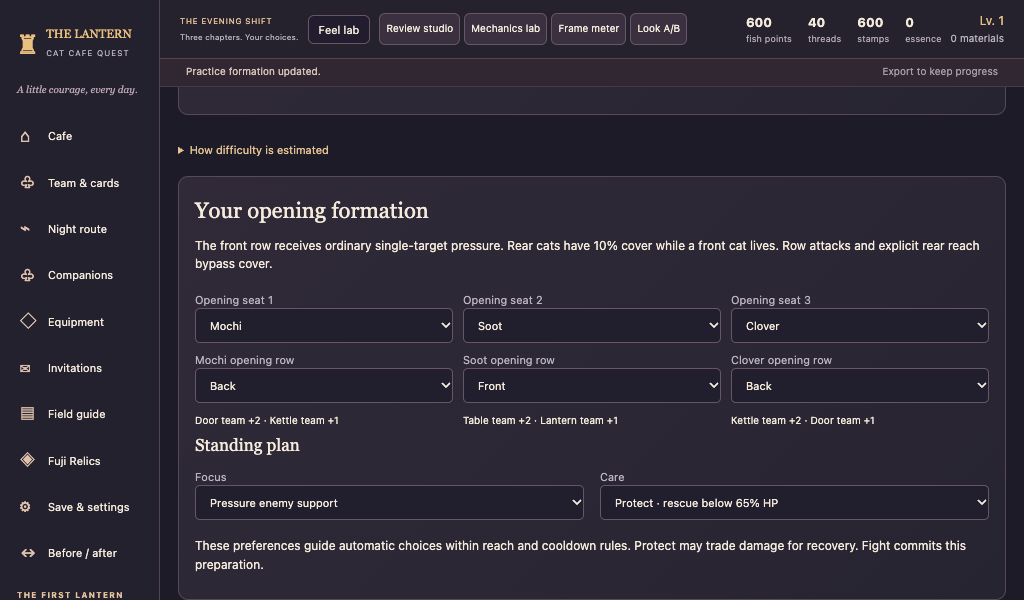 THE LANTERN
CAT CAFE QUEST
A little courage, every day.
Cafe
Team & cards
Night route
Companions
Equipment
Invitations
Field guide
Fuji Relics
Save & settings
Before / after
THE FIRST LANTERN
THE EVENING SHIFT
Three chapters. Your choices.
Feel lab
Review studio
Mechanics lab
Frame meter
Look A/B
600
fish points
40
threads
600
stamps
0
essence
Lv. 1
0 materials
Practice formation updated.
Export to keep progress
How difficulty is estimated
Your opening formation
The front row receives ordinary single-target pressure. Rear cats have 10% cover while a front cat lives. Row attacks and explicit rear reach
bypass cover.
Opening seat 1
Opening seat 2
Opening seat 3
Mochi
Soot
Clover
Mochi opening row
Soot opening row
Clover opening row
Back
Front
Back
Door team +2 · Kettle team +1
Table team +2 · Lantern team +1
Kettle team +2 · Door team +1
Standing plan
Focus
Care
Pressure enemy support
Protect · rescue below 65% HP
These preferences guide automatic choices within reach and cooldown rules. Protect may trade damage for recovery. Fight commits this
preparation.